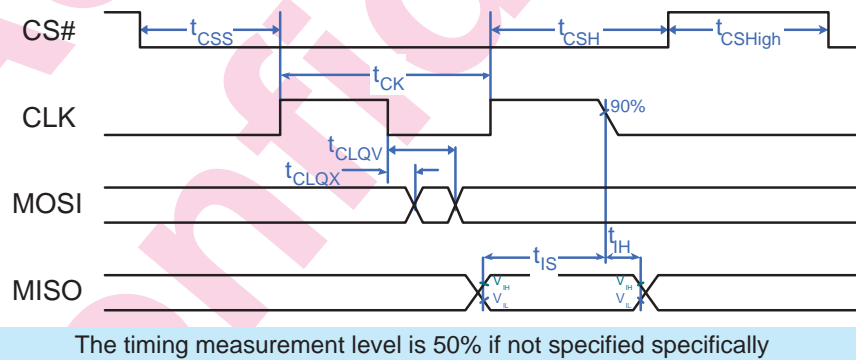 CS#
tCSS
tCSH
tCSHigh
tCK
CLK
90%
tCLQV
tCLQX
MOSI
tIH
tIS
MISO
VIH
VIL
VIH
VIL
The timing measurement level is 50% if not specified specifically